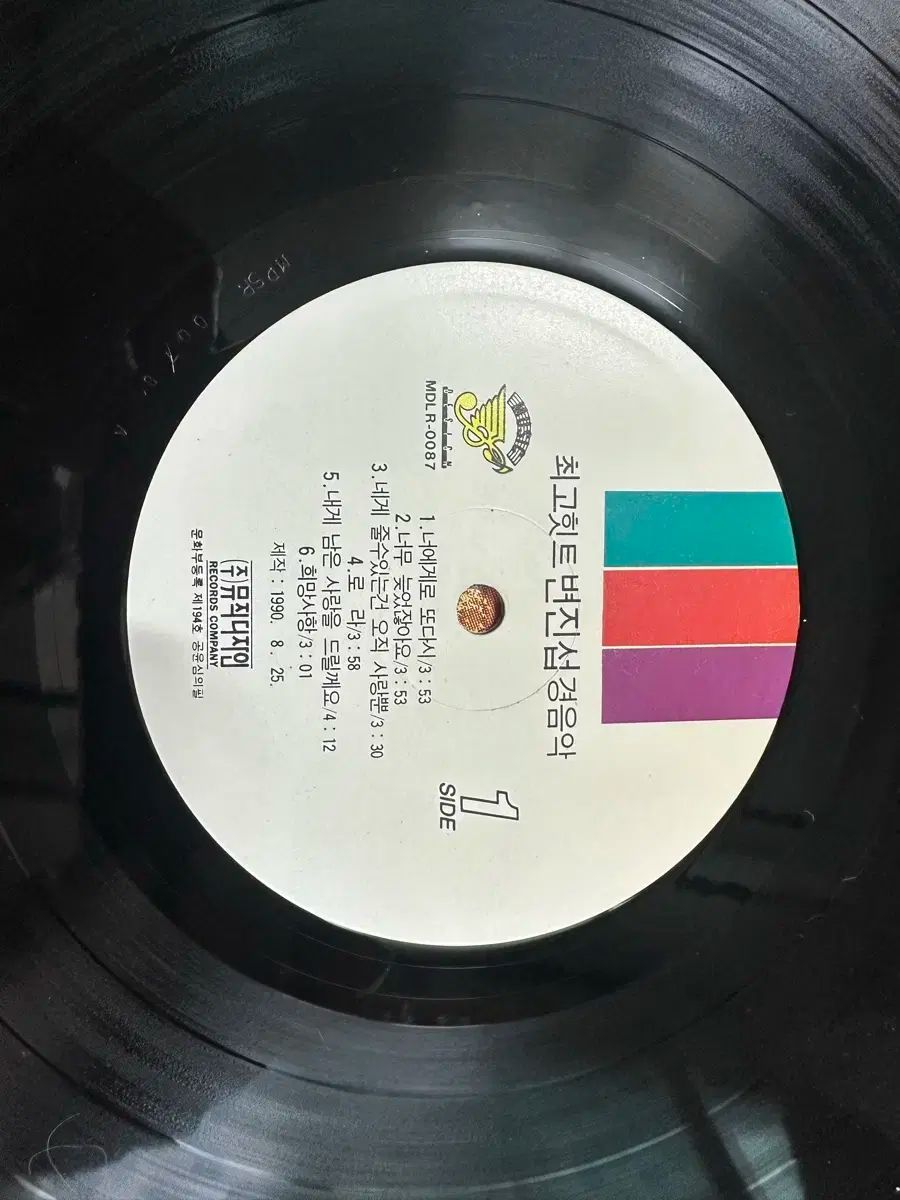 최고힛트 변진섭 경음악
DESIGN
MDLR-0087
1
SIDE
1.너에게로 또다시/3:53
2.너무 늦었잖아요/3:53
3.네게 줄수있는건 오직 사랑뿐/3:30
4.로 라/3:58
5.내게 남은 사랑을 드릴께요/4:12
6.희망사항/3:01
제작:1990. 8. 25.
(주)뮤직디자인
RECORDS COMPANY
문화부등록 제194호 공윤심의필